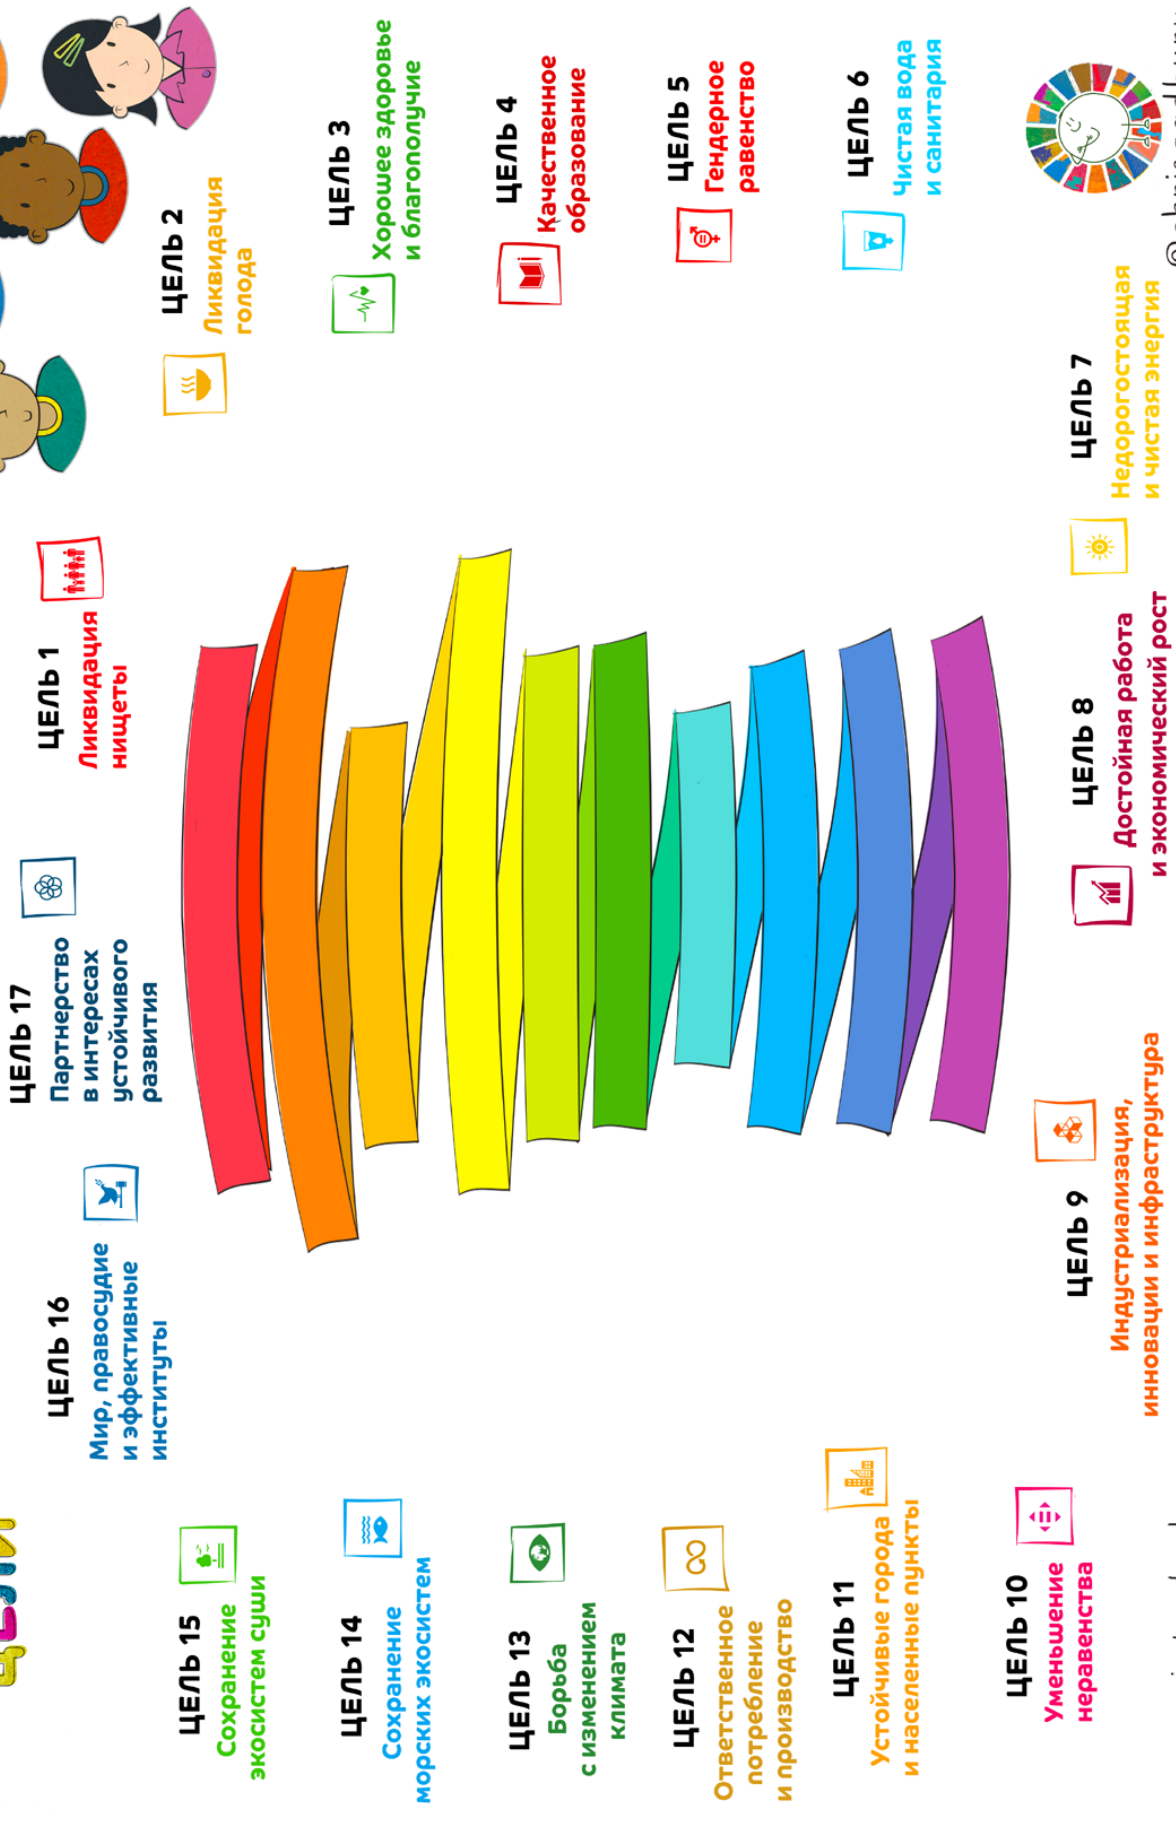 ЦЕЛИ
ЦЕЛЬ 1
Ликвидация
нищеты
ЦЕЛЬ 2
Ликвидация
голода
ЦЕЛЬ 3
Хорошее здоровье
и благополучие
ЦЕЛЬ 4
Качественное
образование
ЦЕЛЬ 5
Гендерное
равенство
ЦЕЛЬ 6
Чистая вода
и санитария
ЦЕЛЬ 7
Недорогостоящая
и чистая энергия
ЦЕЛЬ 8
Достойная работа
и экономический рост
ЦЕЛЬ 9
Индустриализация,
инновации и инфраструктура
ЦЕЛЬ 10
Уменьшение
неравенства
ЦЕЛЬ 11
Устойчивые города
и населенные пункты
ЦЕЛЬ 12
Ответственное
потребление
и производство
ЦЕЛЬ 13
Борьба
с изменением
климата
ЦЕЛЬ 14
Сохранение
морских экосистем
ЦЕЛЬ 15
Сохранение
экосистем суши
ЦЕЛЬ 16
Мир, правосудие
и эффективные
институты
ЦЕЛЬ 17
Партнерство
в интересах
устойчивого
развития